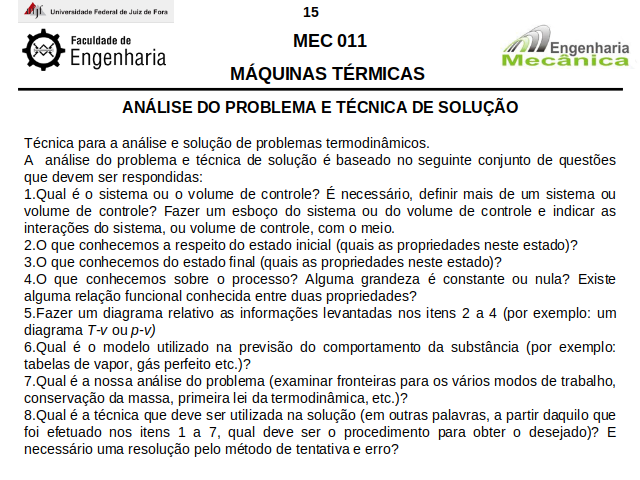 ufjf Universidade Federal de Juiz de Fora
15
Faculdade de
Engenharia
MEC 011
MÁQUINAS TÉRMICAS
Engenharia
Mecânica
ANÁLISE DO PROBLEMA E TÉCNICA DE SOLUÇÃO
Técnica para a análise e solução de problemas termodinâmicos.
A análise do problema e técnica de solução é baseado no seguinte conjunto de questões
que devem ser respondidas:
1.Qual é o sistema ou o volume de controle? É necessário, definir mais de um sistema ou
volume de controle? Fazer um esboço do sistema ou do volume de controle e indicar as
interações do sistema, ou volume de controle, com o meio.
2.O que conhecemos a respeito do estado inicial (quais as propriedades neste estado)?
3.O que conhecemos do estado final (quais as propriedades neste estado)?
4.O que conhecemos sobre o processo? Alguma grandeza é constante ou nula? Existe
alguma relação funcional conhecida entre duas propriedades?
5.Fazer um diagrama relativo as informações levantadas nos itens 2 a 4 (por exemplo: um
diagrama T-v ou p-v)
6.Qual é o modelo utilizado na previsão do comportamento da substância (por exemplo:
tabelas de vapor, gás perfeito etc.)?
7.Qual é a nossa análise do problema (examinar fronteiras para os vários modos de trabalho,
conservação da massa, primeira lei da termodinâmica, etc.)?
8.Qual é a técnica que deve ser utilizada na solução (em outras palavras, a partir daquilo que
foi efetuado nos itens 1 a 7, qual deve ser o procedimento para obter o desejado)? E
necessário uma resolução pelo método de tentativa e erro?